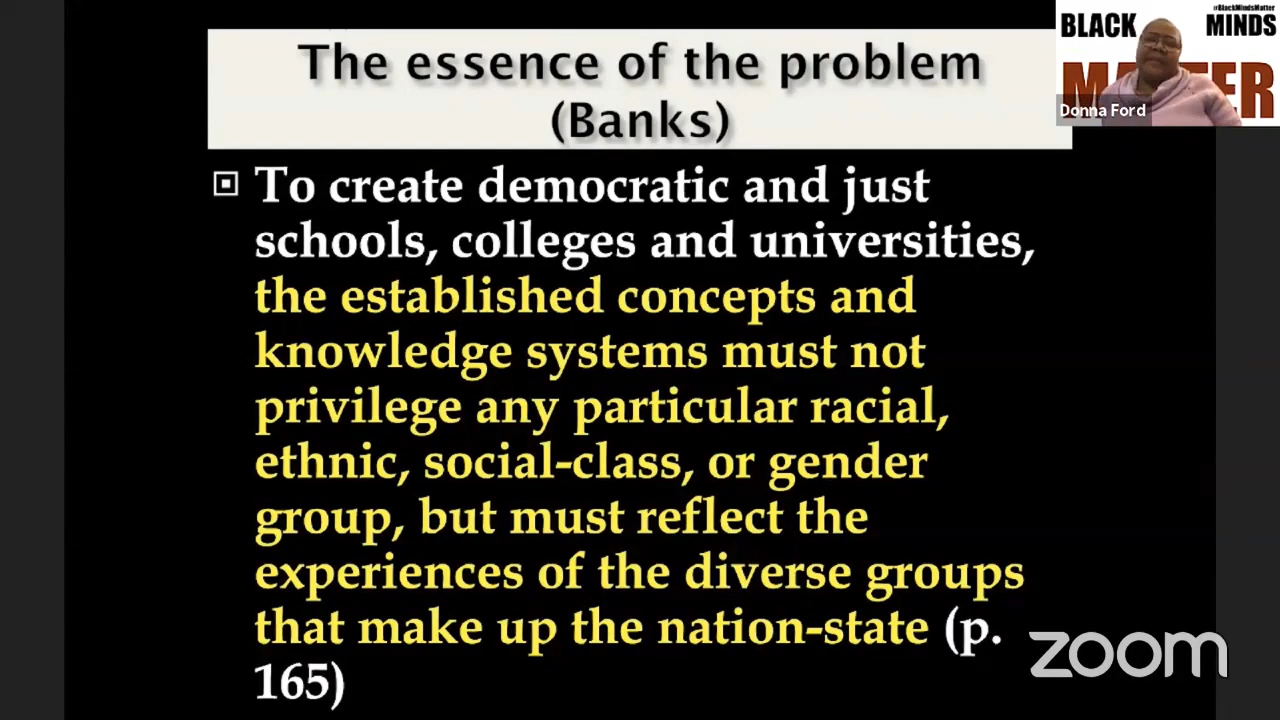 The essence of the problem
(Banks)
To create democratic and just
schools, colleges and universities,
the established concepts and
knowledge systems must not
privilege any particular racial,
ethnic, social-class, or gender
group, but must reflect the
experiences of the diverse groups
that make up the nation-state (p.
165)
#BlackMindsMatter
BLACK MINDS
MATTER
Donna Ford
zoom